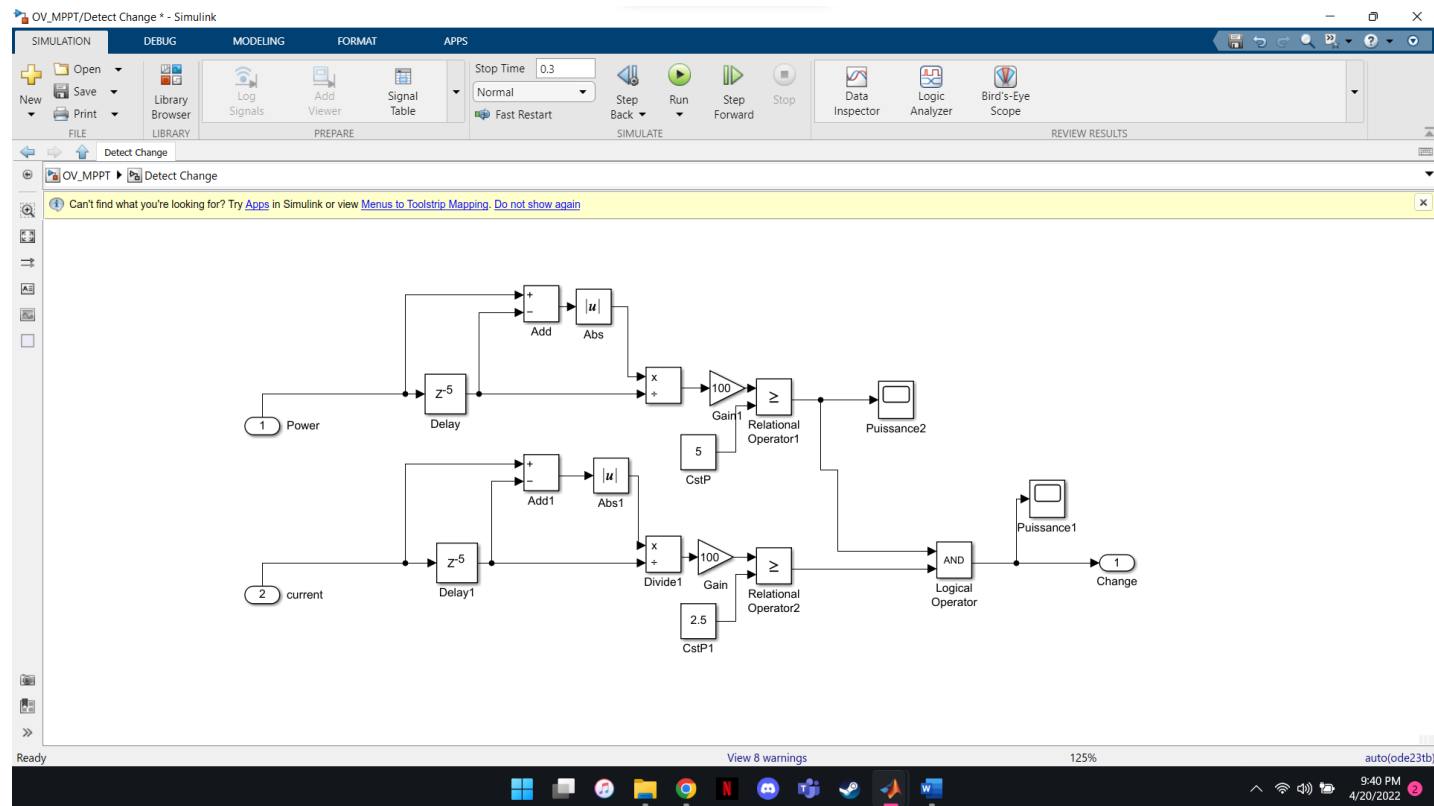 OV_MPPT/Detect Change * - Simulink
SIMULATION DEBUG MODELING FORMAT APPS
New
Open
Save
Print
FILE
Library Browser
LIBRARY
Log Signals
Add Viewer
Signal Table
PREPARE
Stop Time 0.3
Normal
Fast Restart
Step Back
Run
Step Forward
Stop
SIMULATE
Data Inspector
Logic Analyzer
Bird's-Eye Scope
REVIEW RESULTS
Detect Change
OV_MPPT Detect Change
Can't find what you're looking for? Try Apps in Simulink or view Menus to Toolstrip Mapping. Do not show again
+
−
Add
|u|
Abs
1 Power
Z-5
Delay
x
÷
100
Gain1
≥
Relational
Operator1
Puissance2
5
CstP
+
−
Add1
|u|
Abs1
2 current
Z-5
Delay1
x
÷
Divide1
100
Gain
≥
Relational
Operator2
2.5
CstP1
Puissance1
AND
Logical
Operator
1
Change
Ready View 8 warnings 125% auto(ode23tb)
9:40 PM
4/20/2022 2